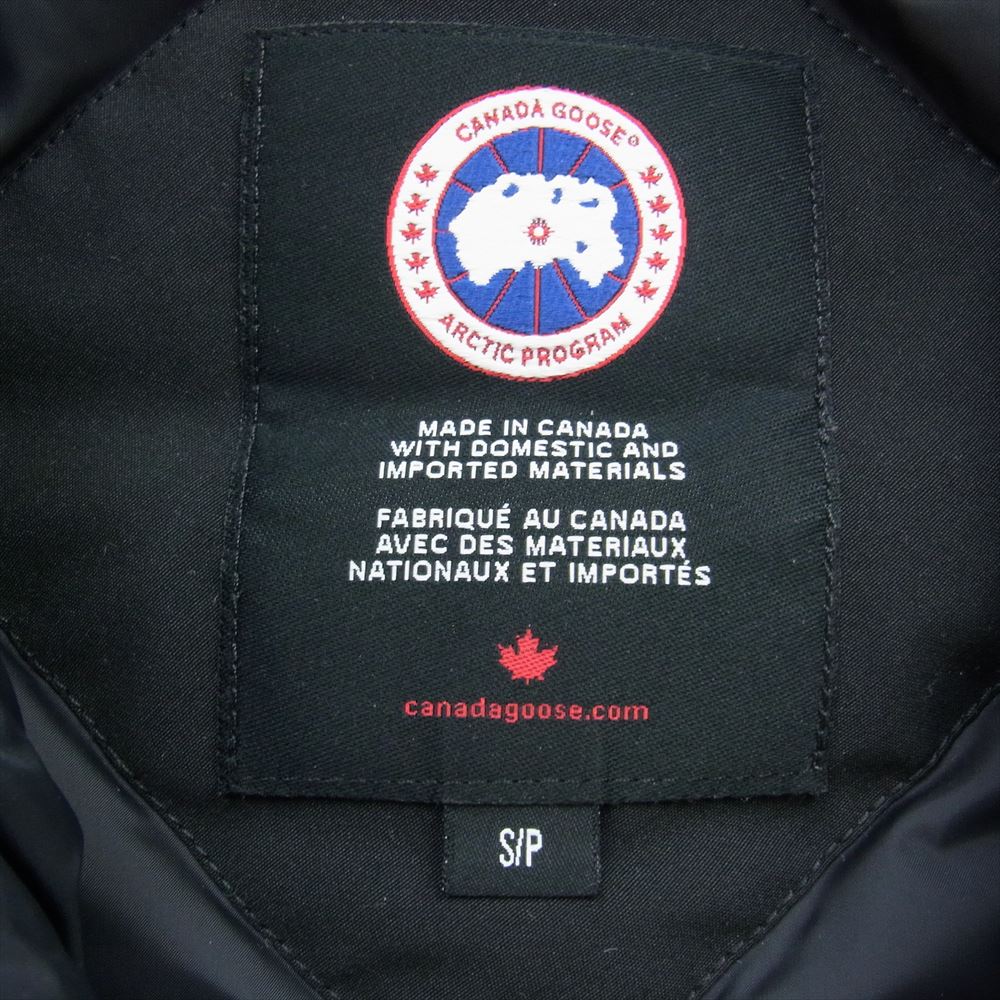 CANADA GOOSE®
ARCTIC PROGRAM
MADE IN CANADA
WITH DOMESTIC AND
IMPORTED MATERIALS
FABRIQUÉ AU CANADA
AVEC DES MATERIAUX
NATIONAUX ET IMPORTÉS
canadagoose.com
S/P